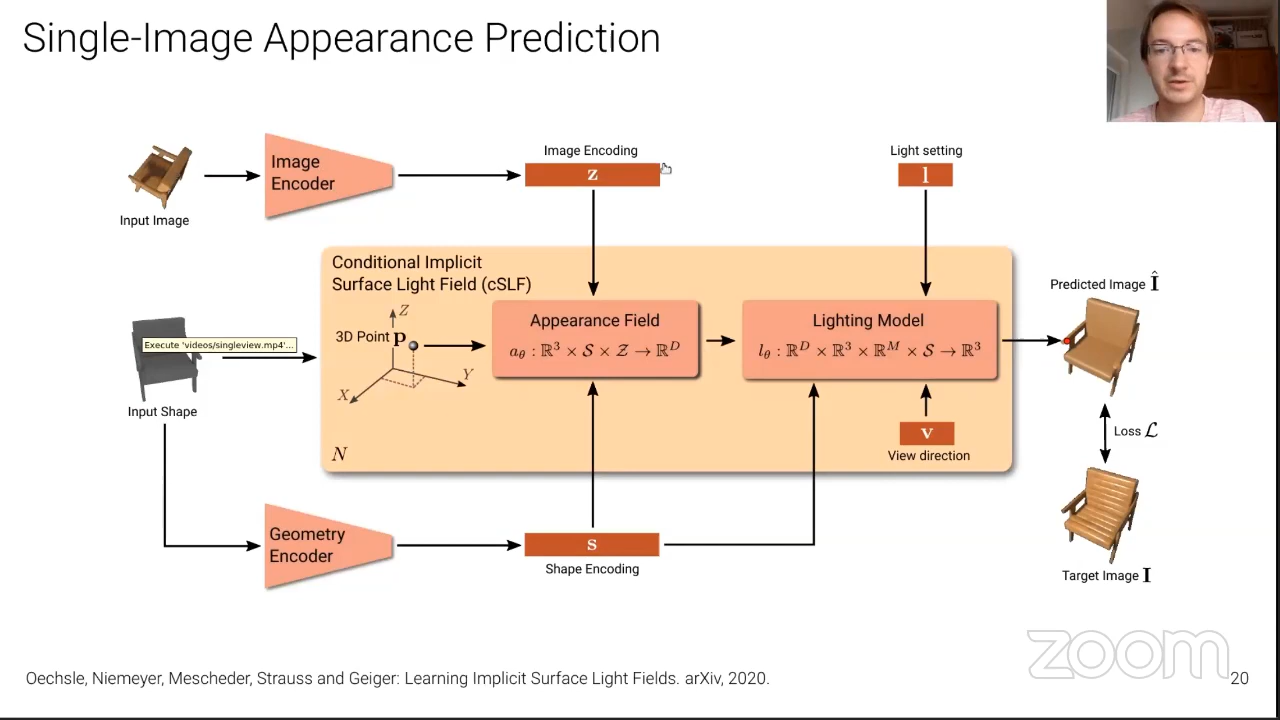 Single-Image Appearance Prediction
Image Encoding
Light setting
Image
Encoder
z
l
Input Image
Conditional Implicit
Surface Light Field (cSLF)
Predicted Image Î
Z
3D Point p
Y
X
Appearance Field
aθ : ℝ³ × 𝒮 × 𝒵 → ℝᴰ
Lighting Model
lθ : ℝᴰ × ℝ³ × ℝᴹ × 𝒮 → ℝ³
Execute 'videos/singleview.mp4'...
Input Shape
Loss ℒ
v
View direction
N
Geometry
Encoder
s
Shape Encoding
Target Image I
zoom
Oechsle, Niemeyer, Mescheder, Strauss and Geiger: Learning Implicit Surface Light Fields. arXiv, 2020.
20